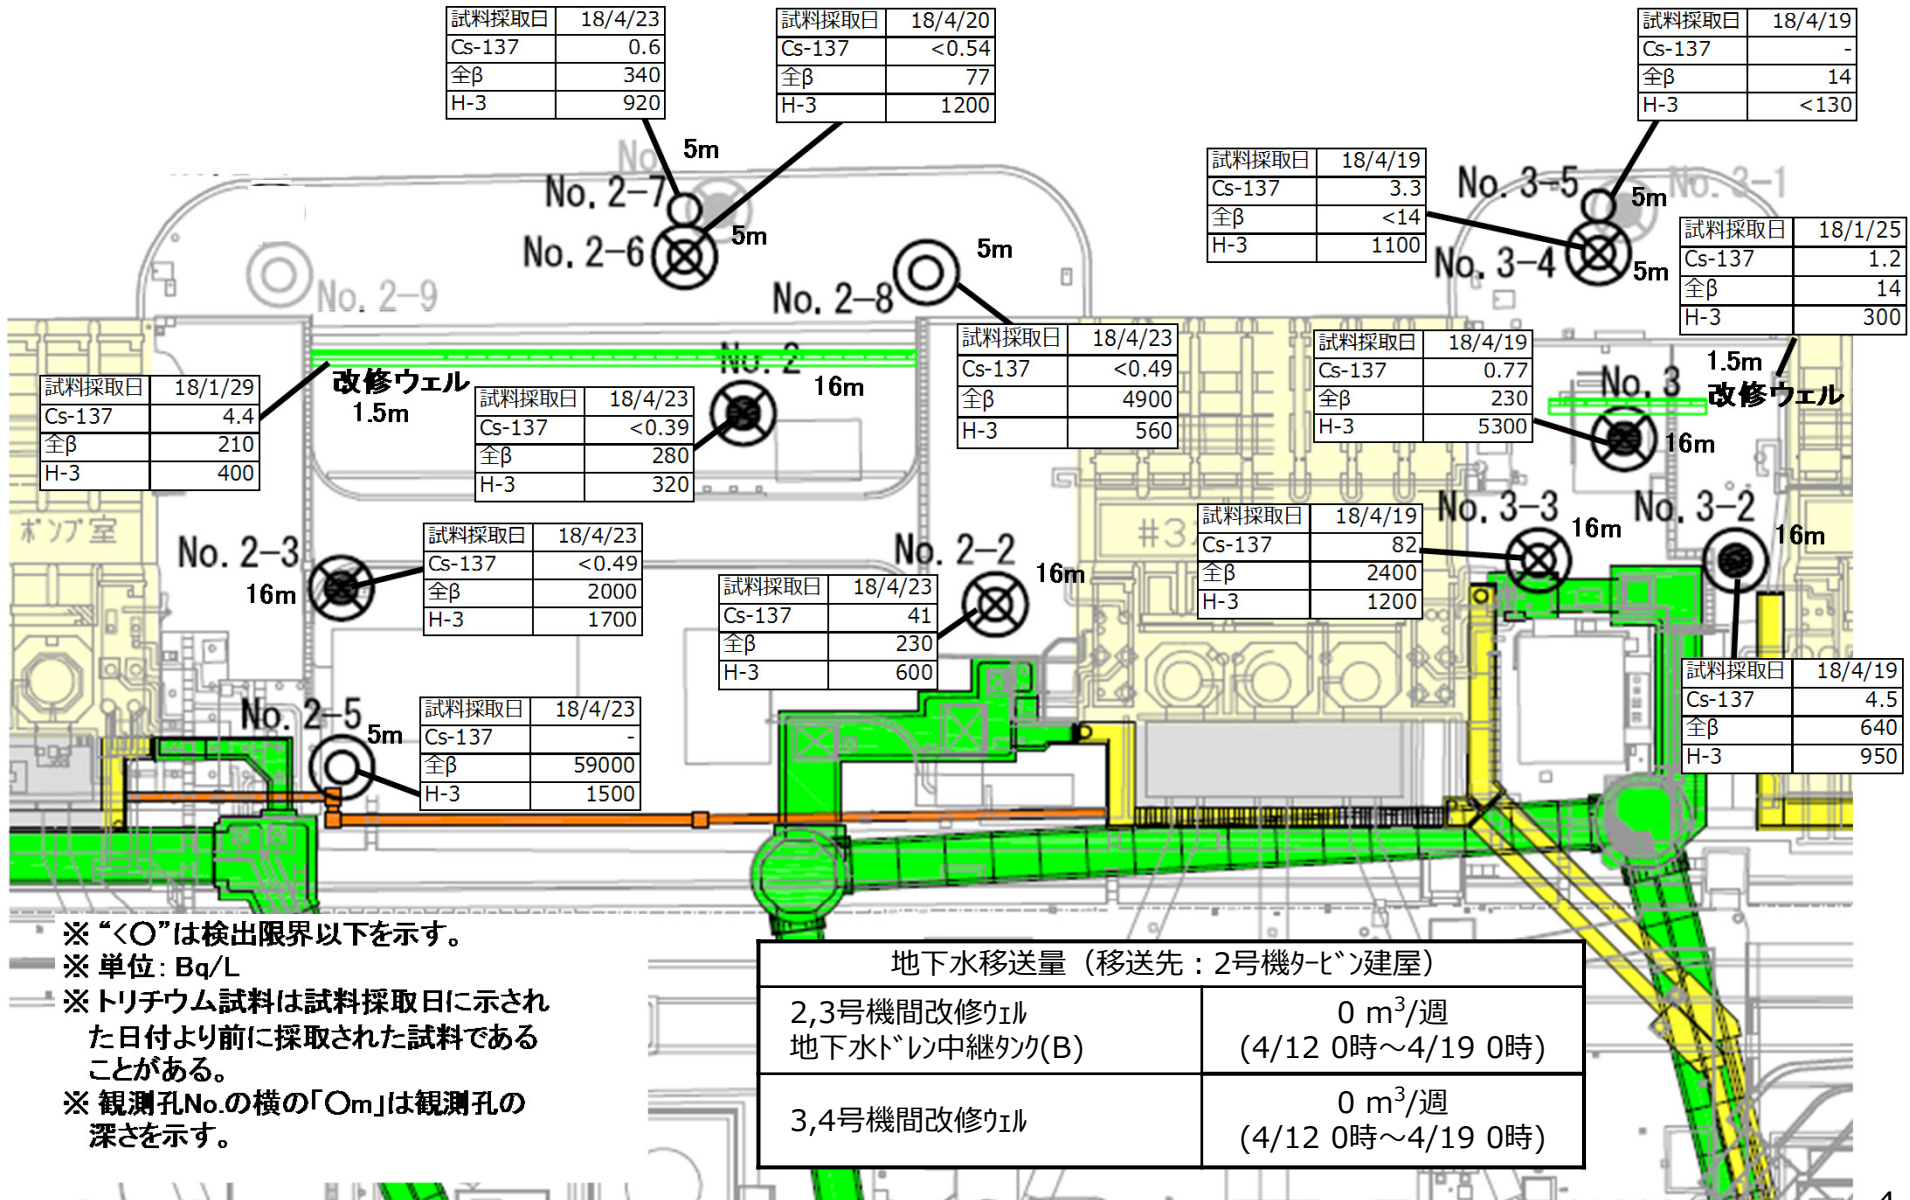 試料採取日 18/4/23
Cs-137 0.6
全β 340
H-3 920
試料採取日 18/4/20
Cs-137 <0.54
全β 77
H-3 1200
試料採取日 18/4/19
Cs-137 -
全β 14
H-3 <130
試料採取日 18/4/19
Cs-137 3.3
全β <14
H-3 1100
No. 5m
No. 2-7
No. 2-6 5m
No. 2-9
No. 2-8 5m
No. 3-5 5m No. 3-1
No. 3-4 5m
試料採取日 18/1/25
Cs-137 1.2
全β 14
H-3 300
試料採取日 18/1/29
Cs-137 4.4
全β 210
H-3 400
改修ウェル
1.5m
試料採取日 18/4/23
Cs-137 <0.39
全β 280
H-3 320
No. 2 16m
試料採取日 18/4/23
Cs-137 <0.49
全β 4900
H-3 560
試料採取日 18/4/19
Cs-137 0.77
全β 230
H-3 5300
No. 3 16m
1.5m
改修ウェル
ポンプ室
No. 2-3
16m
試料採取日 18/4/23
Cs-137 <0.49
全β 2000
H-3 1700
No. 2-2
16m
試料採取日 18/4/23
Cs-137 41
全β 230
H-3 600
#3
試料採取日 18/4/19
Cs-137 82
全β 2400
H-3 1200
No. 3-3 16m
No. 3-2 16m
試料採取日 18/4/19
Cs-137 4.5
全β 640
H-3 950
No. 2-5 5m
試料採取日 18/4/23
Cs-137 -
全β 59000
H-3 1500
※ “<〇”は検出限界以下を示す。
※ 単位: Bq/L
※ トリチウム試料は試料採取日に示され
た日付より前に採取された試料である
ことがある。
※ 観測孔No.の横の「〇m」は観測孔の
深さを示す。
地下水移送量（移送先：2号機ﾀｰﾋﾞﾝ建屋）
2,3号機間改修ｳｪﾙ 0 m³/週
地下水ﾄﾞﾚﾝ中継ﾀﾝｸ(B) (4/12 0時～4/19 0時)
3,4号機間改修ｳｪﾙ 0 m³/週
(4/12 0時～4/19 0時)
4